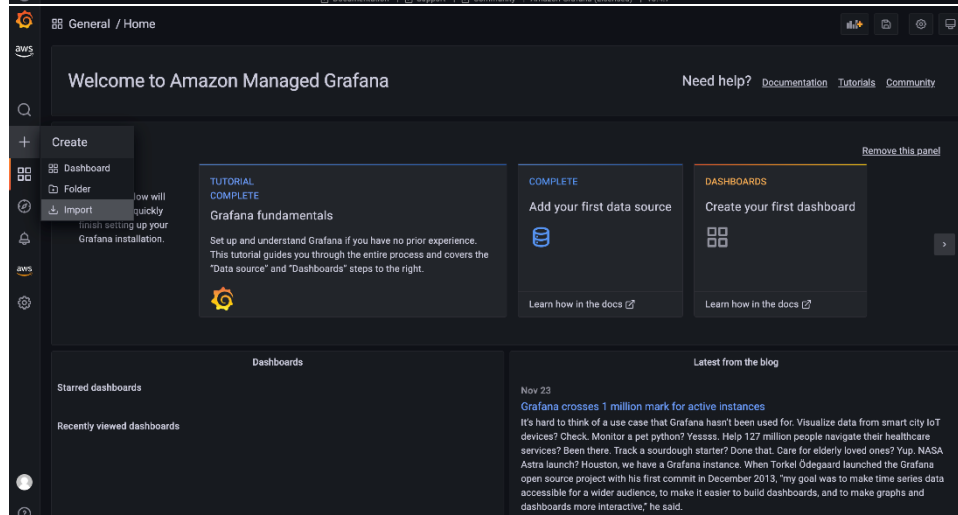 General / Home
aws
Welcome to Amazon Managed Grafana
Need help? Documentation Tutorials Community
Create
Dashboard
Folder
Import
Remove this panel
low will
quickly
finish setting up your
Grafana installation.
TUTORIAL
COMPLETE
Grafana fundamentals
Set up and understand Grafana if you have no prior experience.
This tutorial guides you through the entire process and covers the
"Data source" and "Dashboards" steps to the right.
COMPLETE
Add your first data source
Learn how in the docs
DASHBOARDS
Create your first dashboard
Learn how in the docs
aws
Dashboards
Starred dashboards
Recently viewed dashboards
Latest from the blog
Nov 23
Grafana crosses 1 million mark for active instances
It's hard to think of a use case that Grafana hasn't been used for. Visualize data from smart city IoT
devices? Check. Monitor a pet python? Yessss. Help 127 million people navigate their healthcare
services? Been there. Track a sourdough starter? Done that. Care for elderly loved ones? Yup. NASA
Astra launch? Houston, we have a Grafana instance. When Torkel Ödegaard launched the Grafana
open source project with his first commit in December 2013, "my goal was to make time series data
accessible for a wider audience, to make it easier to build dashboards, and to make graphs and
dashboards more interactive," he said.